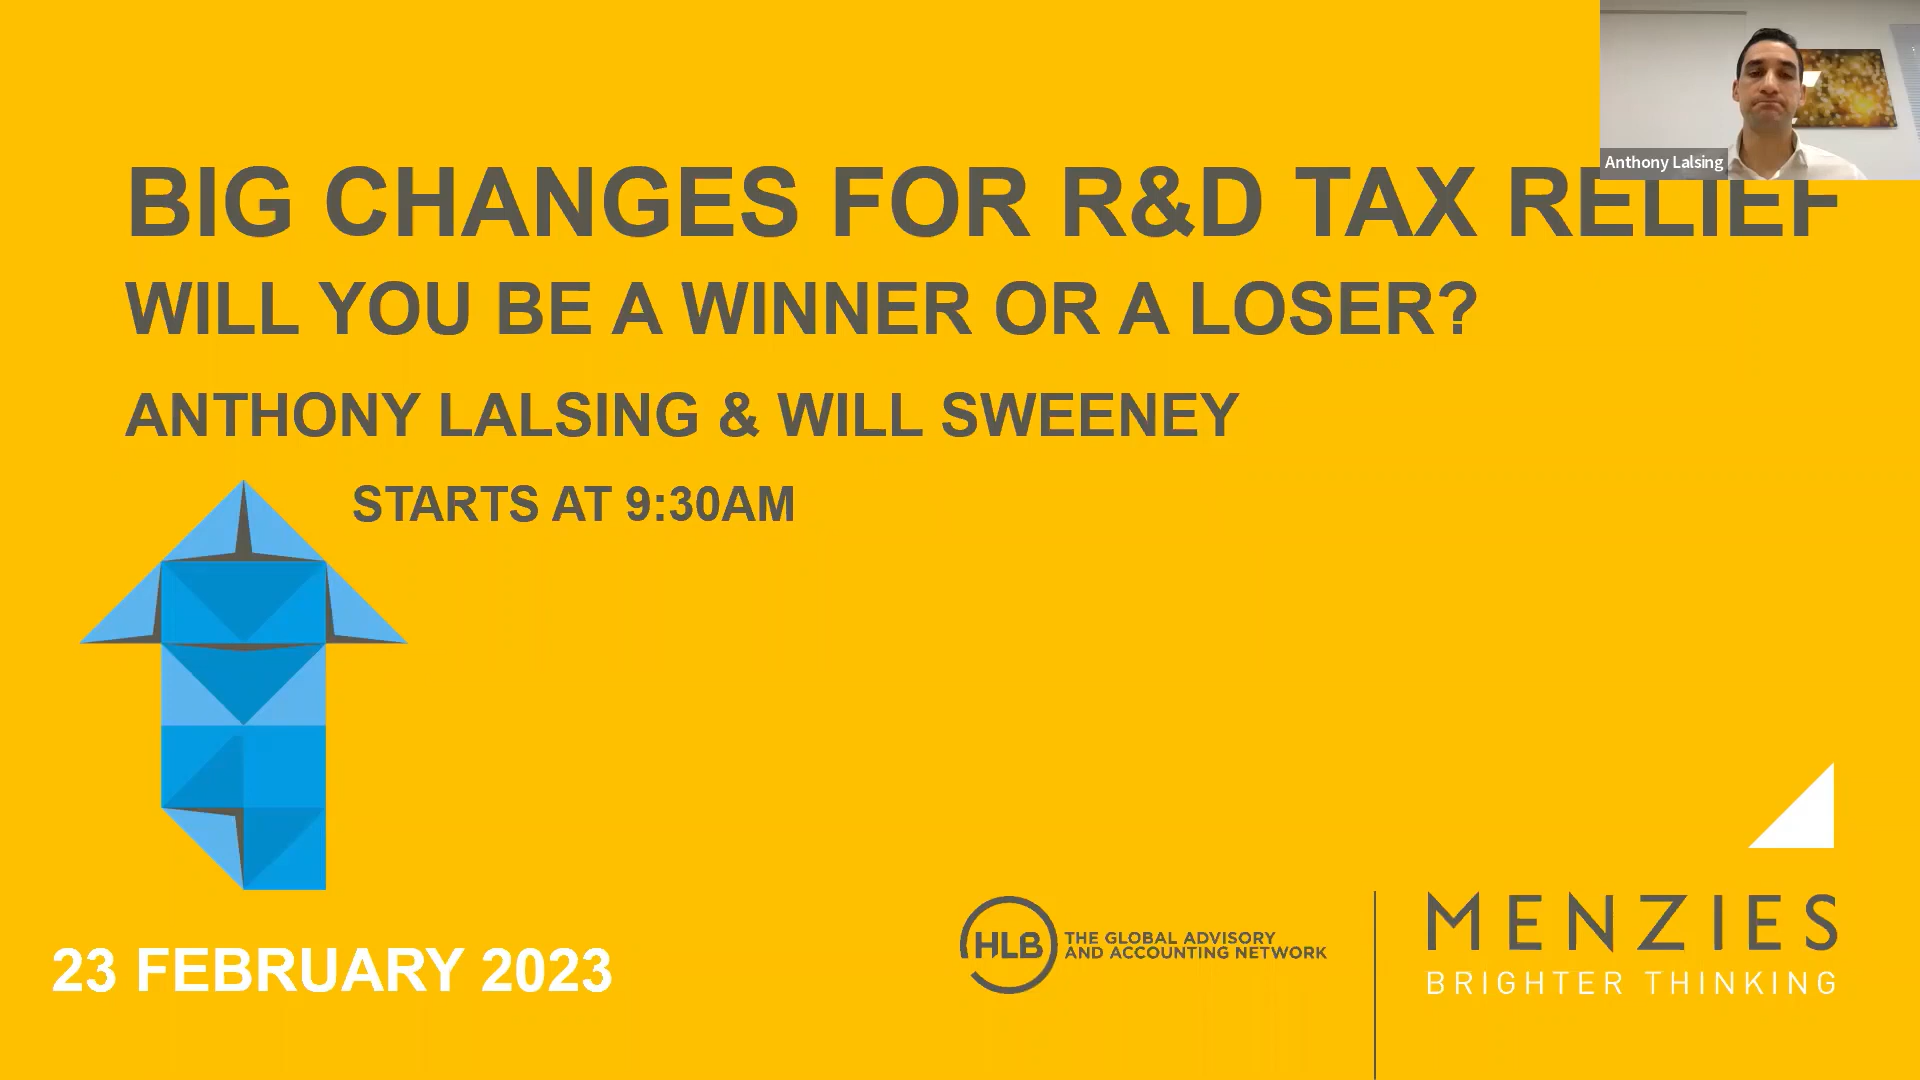 Anthony Lalsing
BIG CHANGES FOR R&D TAX RELIEF
WILL YOU BE A WINNER OR A LOSER?
ANTHONY LALSING & WILL SWEENEY
STARTS AT 9:30AM
23 FEBRUARY 2023
HLB
THE GLOBAL ADVISORY
AND ACCOUNTING NETWORK
MENZIES
BRIGHTER THINKING